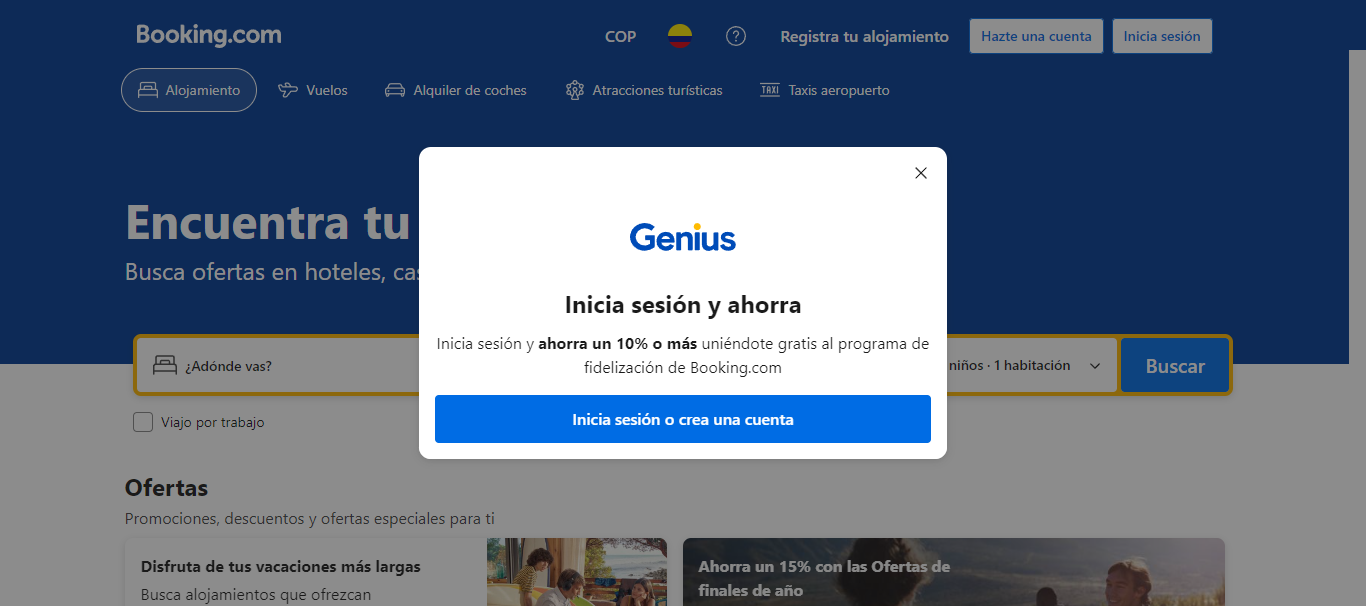 Booking.com
COP
Registra tu alojamiento
Hazte una cuenta
Inicia sesión
Alojamiento
Vuelos
Alquiler de coches
Atracciones turísticas
TAXI
Taxis aeropuerto
Encuentra tu
Busca ofertas en hoteles, cas
Genius
Inicia sesión y ahorra
Inicia sesión y ahorra un 10% o más uniéndote gratis al programa de
fidelización de Booking.com
Inicia sesión o crea una cuenta
¿Adónde vas?
niños · 1 habitación
Buscar
Viajo por trabajo
Ofertas
Promociones, descuentos y ofertas especiales para ti
Disfruta de tus vacaciones más largas
Busca alojamientos que ofrezcan
Ahorra un 15% con las Ofertas de
finales de año